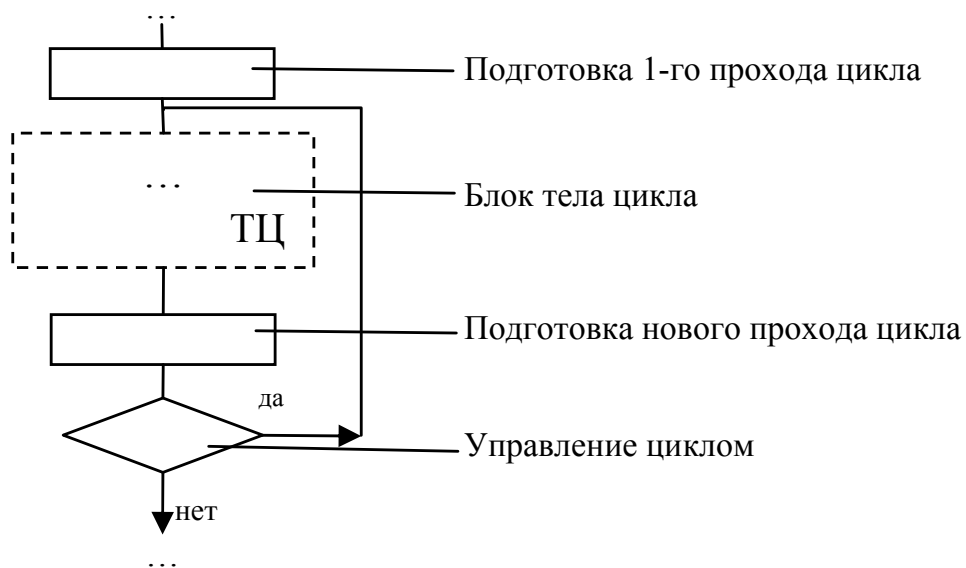 ...
Подготовка 1-го прохода цикла
...
Блок тела цикла
ТЦ
Подготовка нового прохода цикла
да
Управление циклом
нет
...